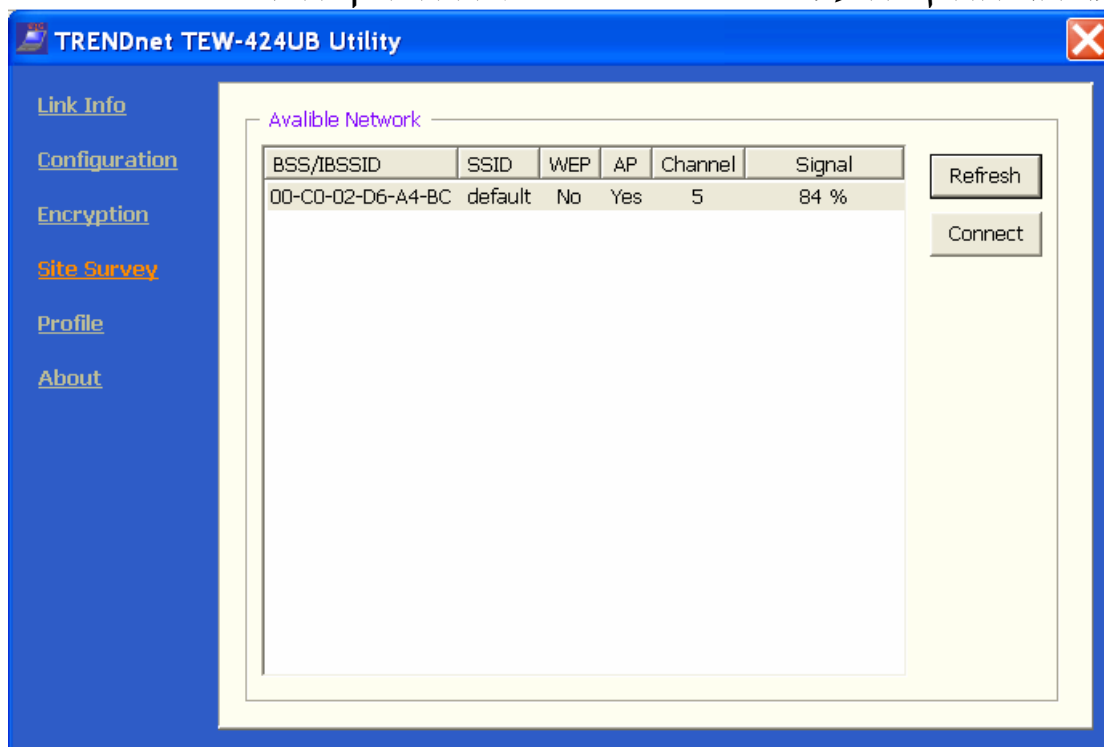 TRENDnet TEW-424UB Utility
Link Info
Configuration
Encryption
Site Survey
Profile
About
Avalible Network
BSS/IBSSID SSID WEP AP Channel Signal
00-C0-02-D6-A4-BC default No Yes 5 84 %
Refresh
Connect